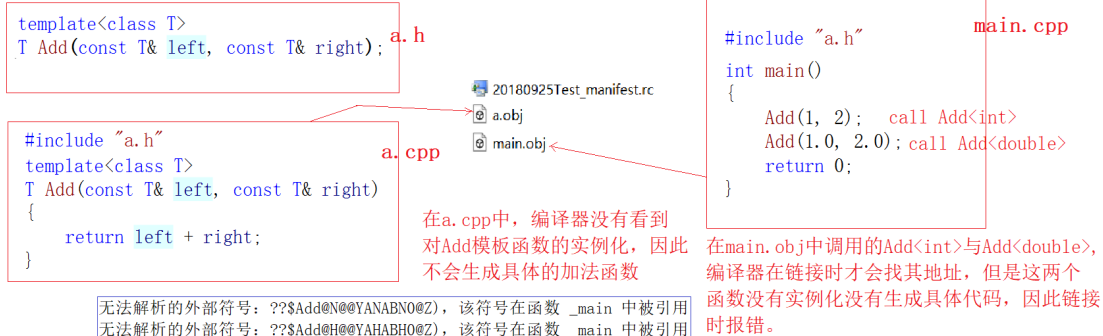 template<class T>
T Add(const T& left, const T& right);
a.h
#include "a.h"
template<class T>
T Add(const T& left, const T& right)
{
return left + right;
}
a.cpp
20180925Test_manifest.rc
a.obj
main.obj
在a.cpp中，编译器没有看到
对Add模板函数的实例化，因此
不会生成具体的加法函数
main.cpp
#include "a.h"
int main()
{
Add(1, 2); call Add<int>
Add(1.0, 2.0); call Add<double>
return 0;
}
在main.obj中调用的Add<int>与Add<double>,
编译器在链接时才会找其地址，但是这两个
函数没有实例化没有生成具体代码，因此链接
时报错。
无法解析的外部符号: ??$Add@N@@YANABNO@Z), 该符号在函数 _main 中被引用
无法解析的外部符号: ??$Add@H@@YAHABHO@Z), 该符号在函数 _main 中被引用